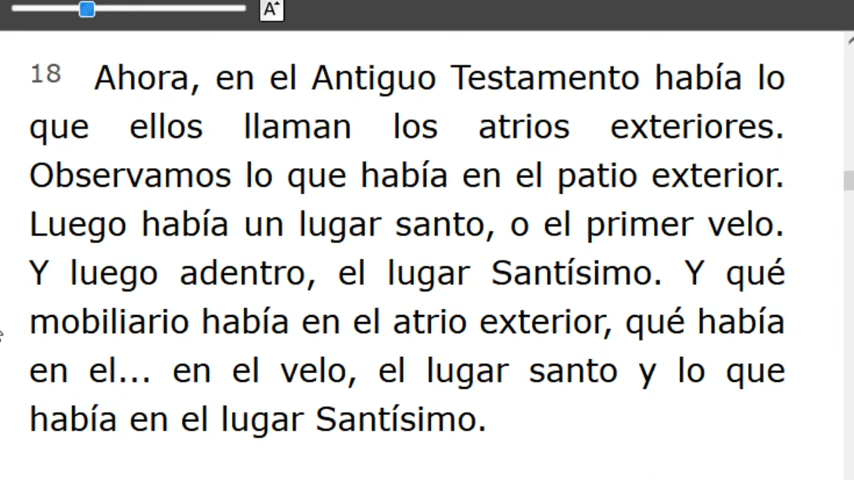 A
18 Ahora, en el Antiguo Testamento había lo
que ellos llaman los atrios exteriores.
Observamos lo que había en el patio exterior.
Luego había un lugar santo, o el primer velo.
Y luego adentro, el lugar Santísimo. Y qué
mobiliario había en el atrio exterior, qué había
en el... en el velo, el lugar santo y lo que
había en el lugar Santísimo.